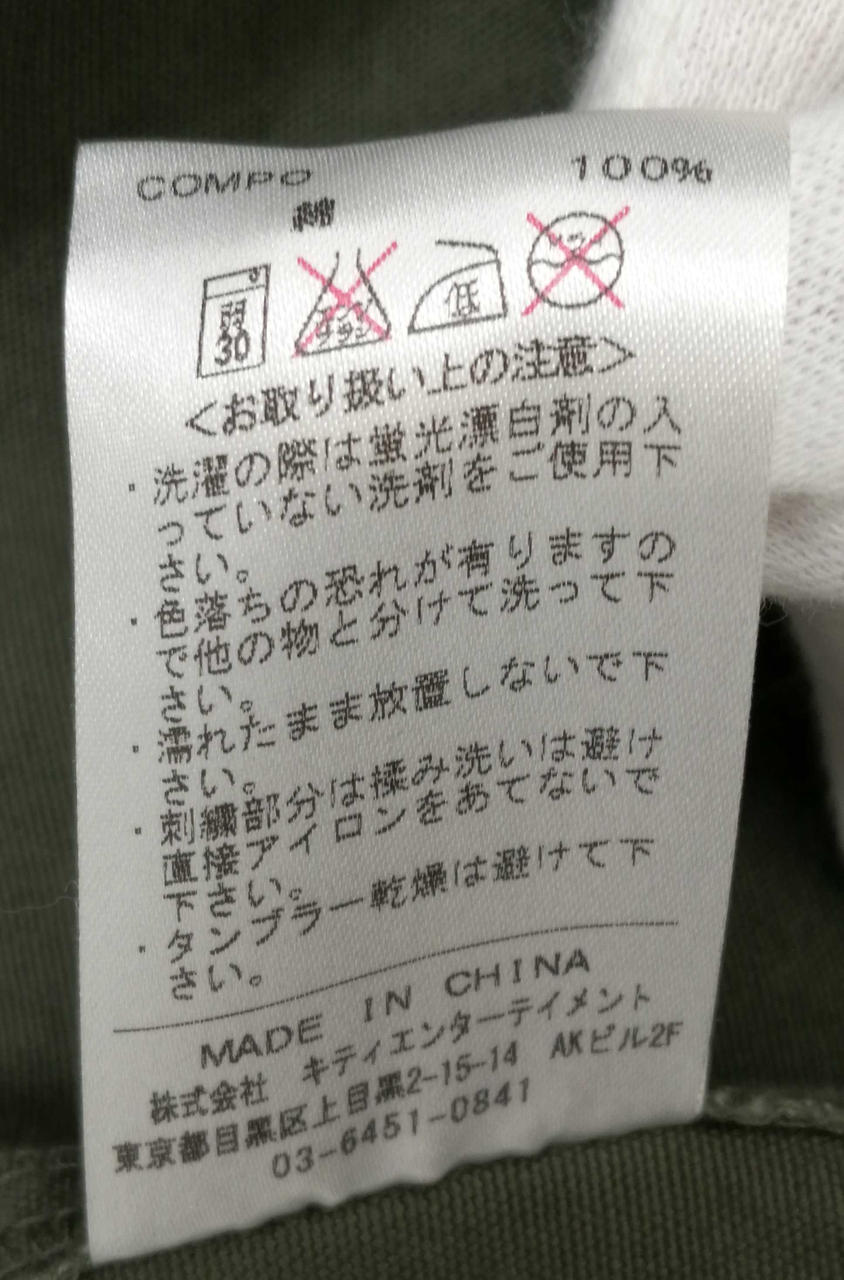 COMPO
綿 100%
弱
30
エンソ
サラシ
低
<お取り扱い上の注意>
・洗濯の際は蛍光漂白剤の入
っていない洗剤をご使用下
さい。
・色落ちの恐れが有りますの
で他の物と分けて洗って下
さい。
・濡れたまま放置しないで下
さい。
・刺繍部分は揉み洗いは避け
直接アイロンをあてないで
下さい。
・タンブラー乾燥は避けて下
さい。
MADE IN CHINA
株式会社 キティエンターテイメント
東京都目黒区上目黒2-15-14 AKビル2F
03-6451-0841